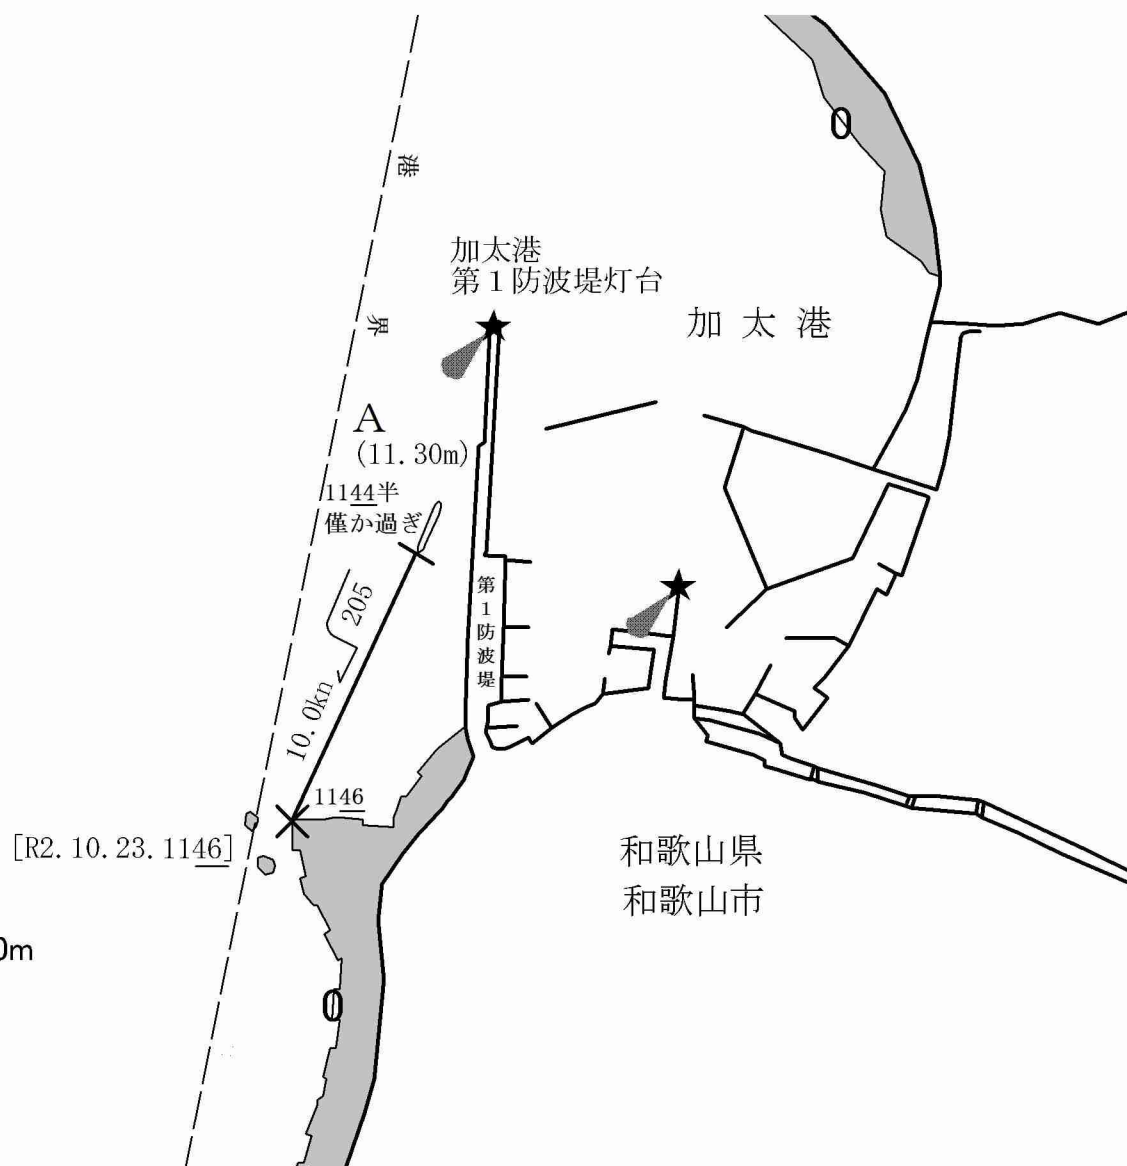 港
界
加太港
第１防波堤灯台
加太港
A
(11.30m)
1144半
僅か過ぎ
205
10.0kn
第１防波堤
1146
[R2.10.23.1146]
和歌山県
和歌山市
0m
0
0